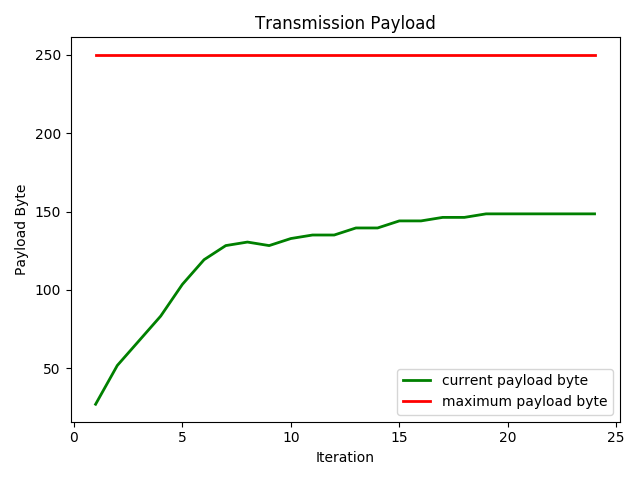 Transmission Payload
250
200
150
100
50
Payload Byte
current payload byte
maximum payload byte
0 5 10 15 20 25
Iteration